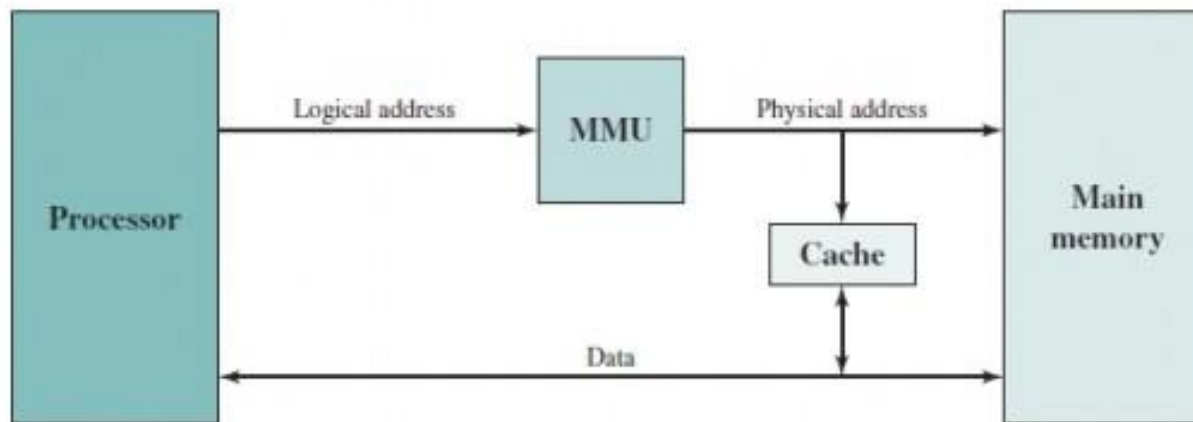 Logical address
MMU
Physical address
Processor
Main
memory
Cache
Data